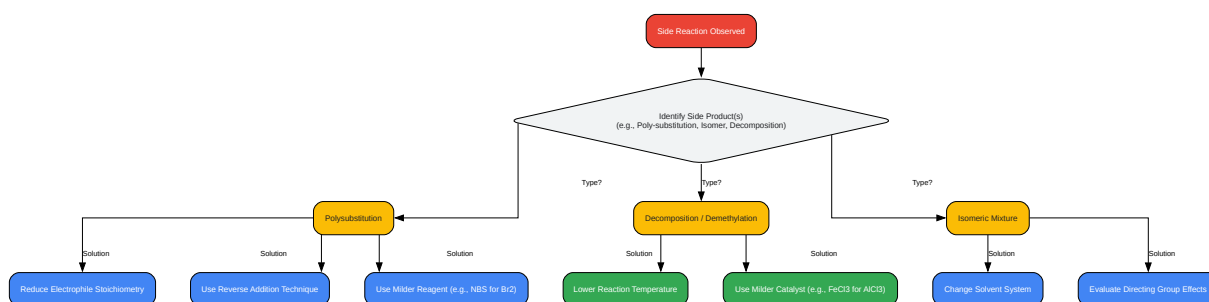 Side Reaction Observed
Identify Side Product(s)
(e.g., Poly-substitution, Isomer, Decomposition)
Type?
Type?
Type?
Polysubstitution
Decomposition / Demethylation
Isomeric Mixture
Solution
Solution
Solution
Solution
Solution
Solution
Solution
Reduce Electrophile Stoichiometry
Use Reverse Addition Technique
Use Milder Reagent (e.g., NBS for Br2)
Lower Reaction Temperature
Use Milder Catalyst (e.g., FeCl3 for AlCl3)
Change Solvent System
Evaluate Directing Group Effects